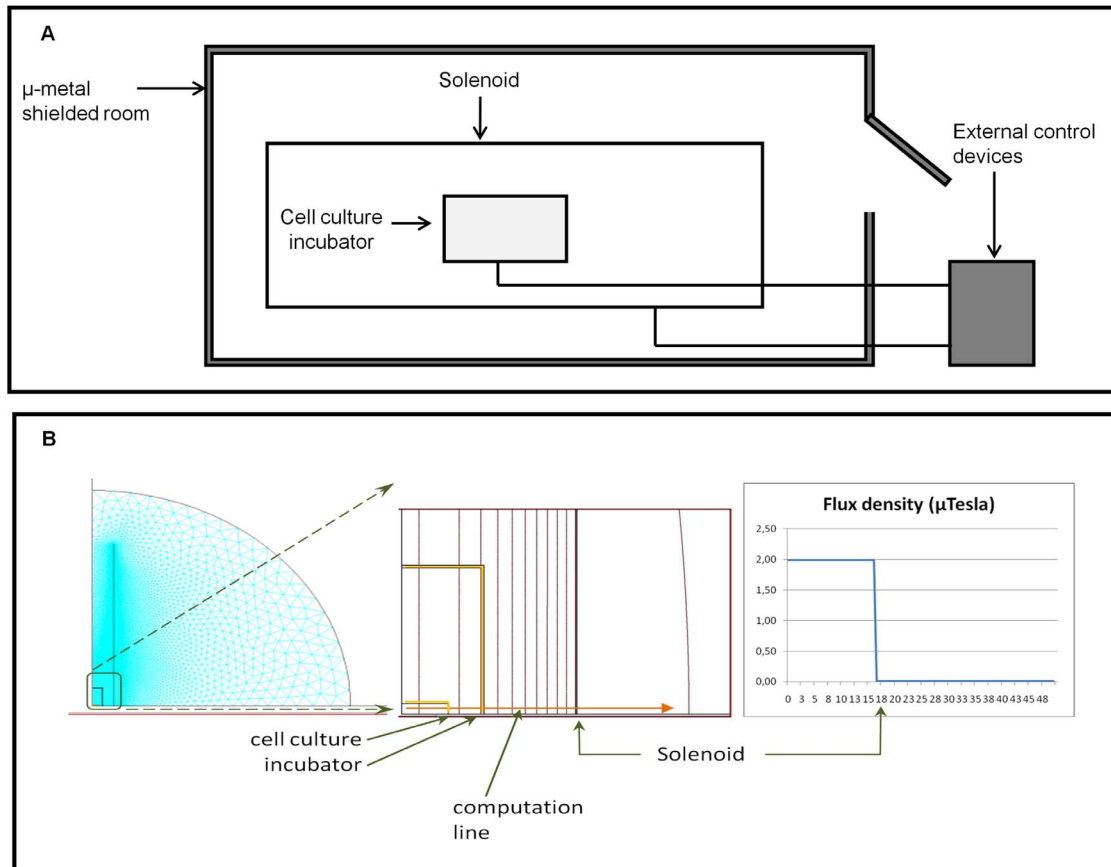 A
μ-metal
shielded room
Solenoid
External control
devices
Cell culture
incubator
B
Flux density (μTesla)
2,50
2,00
1,50
1,00
0,50
0,00
0 3 5 8 10 13 15 18 20 23 25 28 30 33 35 38 40 43 45 48
cell culture
incubator
computation
line
Solenoid